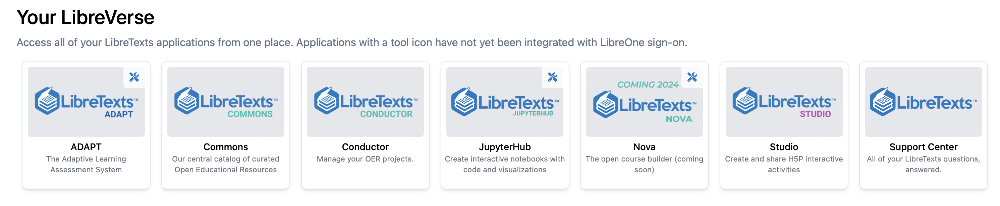 Your LibreVerse
Access all of your LibreTexts applications from one place. Applications with a tool icon have not yet been integrated with LibreOne sign-on.
LibreTexts™
ADAPT
ADAPT
The Adaptive Learning
Assessment System
LibreTexts™
COMMONS
Commons
Our central catalog of curated
Open Educational Resources
LibreTexts™
CONDUCTOR
Conductor
Manage your OER projects.
LibreTexts™
JUPYTERHUB
JupyterHub
Create interactive notebooks with
code and visualizations
COMING 2024
LibreTexts™
NOVA
Nova
The open course builder (coming
soon)
LibreTexts™
STUDIO
Studio
Create and share H5P interactive
activities
LibreTexts™
Support Center
All of your LibreTexts questions,
answered.